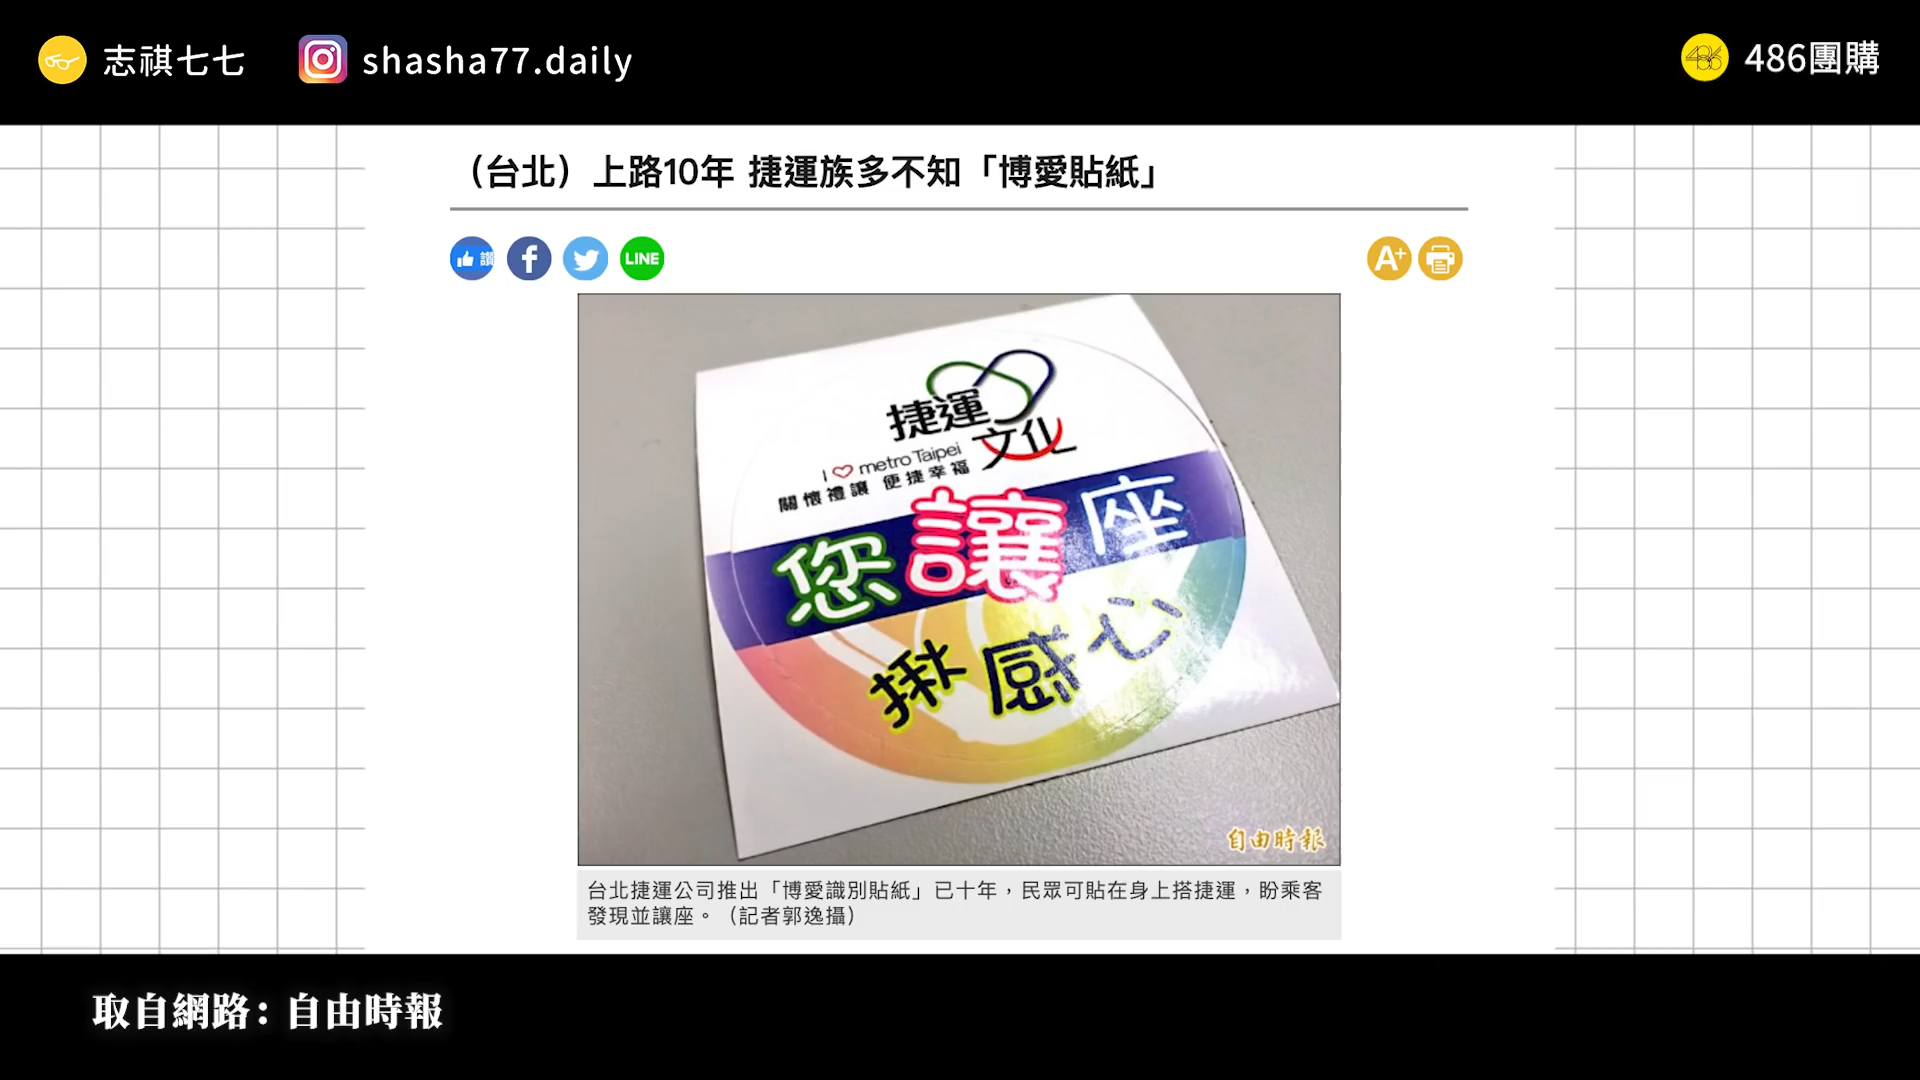 志祺七七
shasha77.daily
486團購
（台北）上路10年 捷運族多不知「博愛貼紙」
讚
LINE
A+
捷運
文化
I metro Taipei
關懷禮讓 便捷幸福
您讓座
揪感心
自由時報
台北捷運公司推出「博愛識別貼紙」已十年，民眾可貼在身上搭捷運，盼乘客
發現並讓座。（記者郭逸攝）
取自網路：自由時報